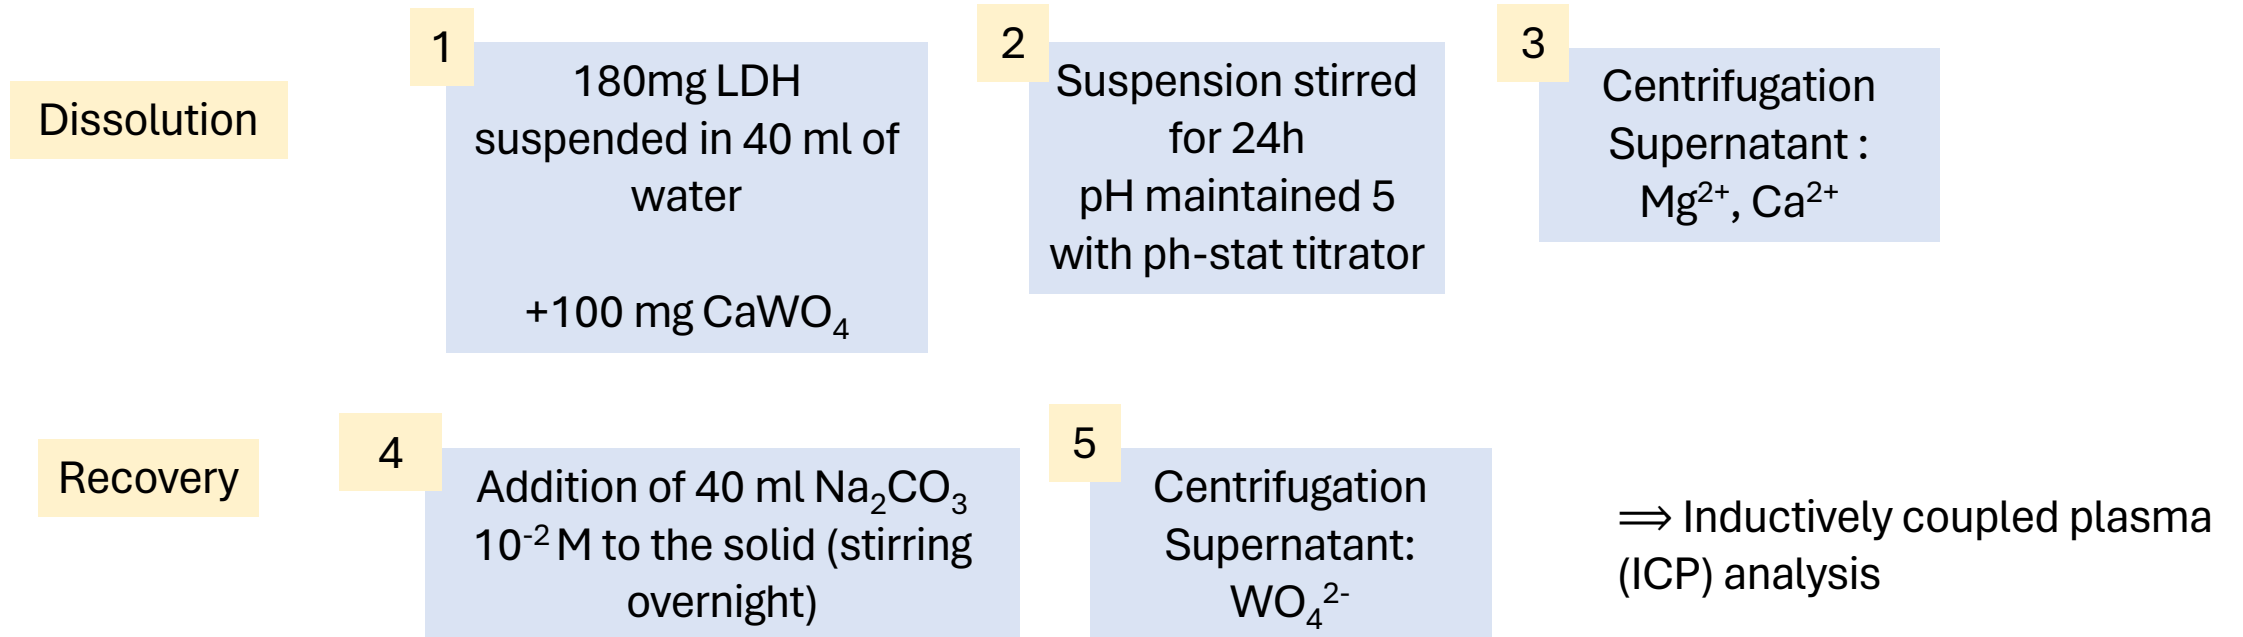 Dissolution
1
180mg LDH
suspended in 40 ml of
water
+100 mg CaWO₄
2
Suspension stirred
for 24h
pH maintained 5
with ph-stat titrator
3
Centrifugation
Supernatant :
Mg²⁺, Ca²⁺
Recovery
4
Addition of 40 ml Na₂CO₃
10⁻² M to the solid (stirring
overnight)
5
Centrifugation
Supernatant:
WO₄²⁻
⟹ Inductively coupled plasma
(ICP) analysis